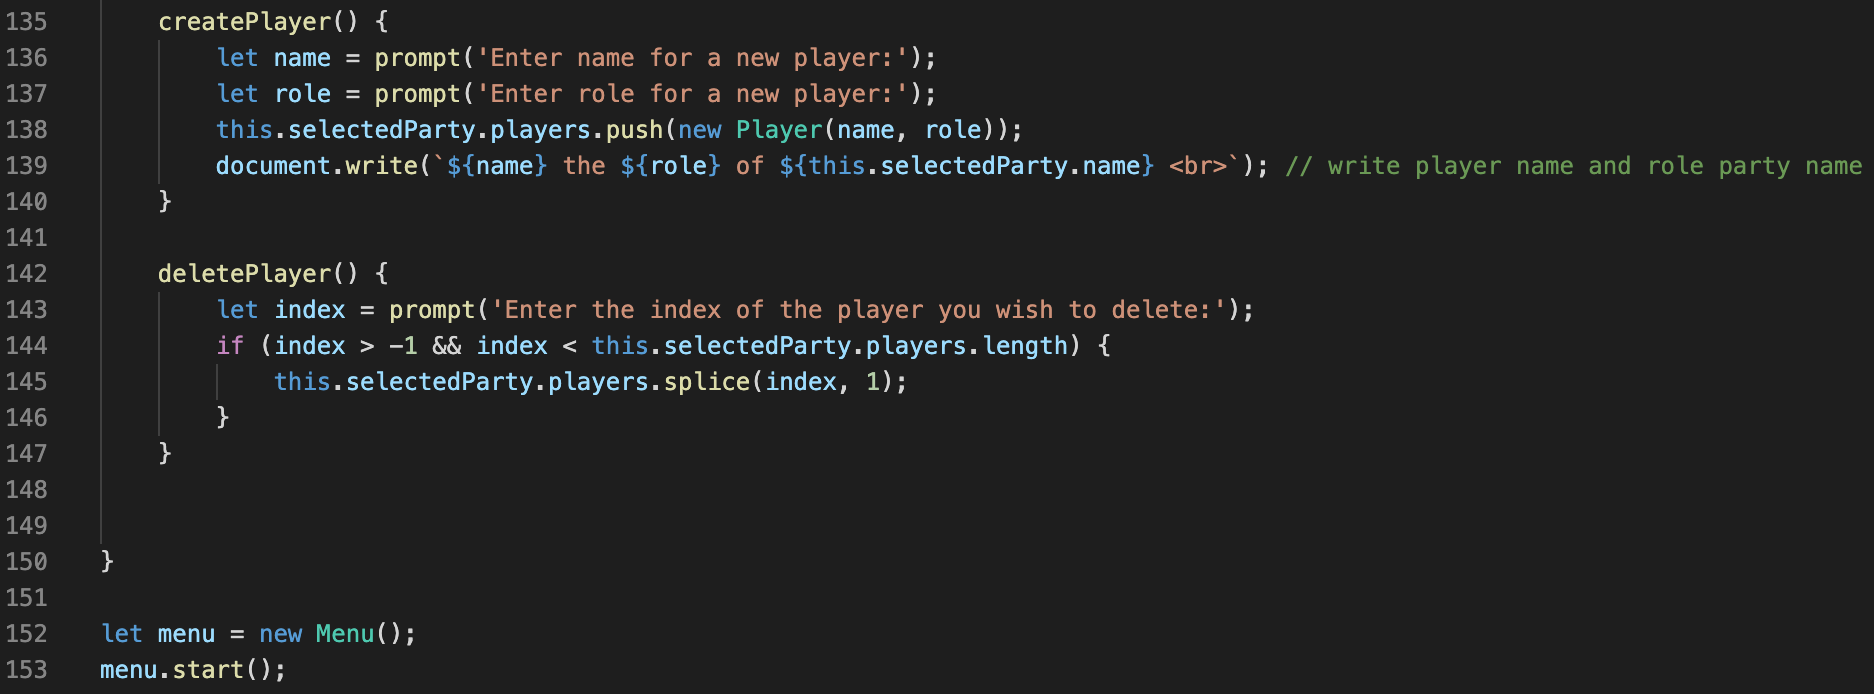 135 createPlayer() {
136 let name = prompt('Enter name for a new player:');
137 let role = prompt('Enter role for a new player:');
138 this.selectedParty.players.push(new Player(name, role));
139 document.write(`${name} the ${role} of ${this.selectedParty.name} <br>`); // write player name and role party name
140 }
141
142 deletePlayer() {
143 let index = prompt('Enter the index of the player you wish to delete:');
144 if (index > -1 && index < this.selectedParty.players.length) {
145 this.selectedParty.players.splice(index, 1);
146 }
147 }
148
149
150 }
151
152 let menu = new Menu();
153 menu.start();